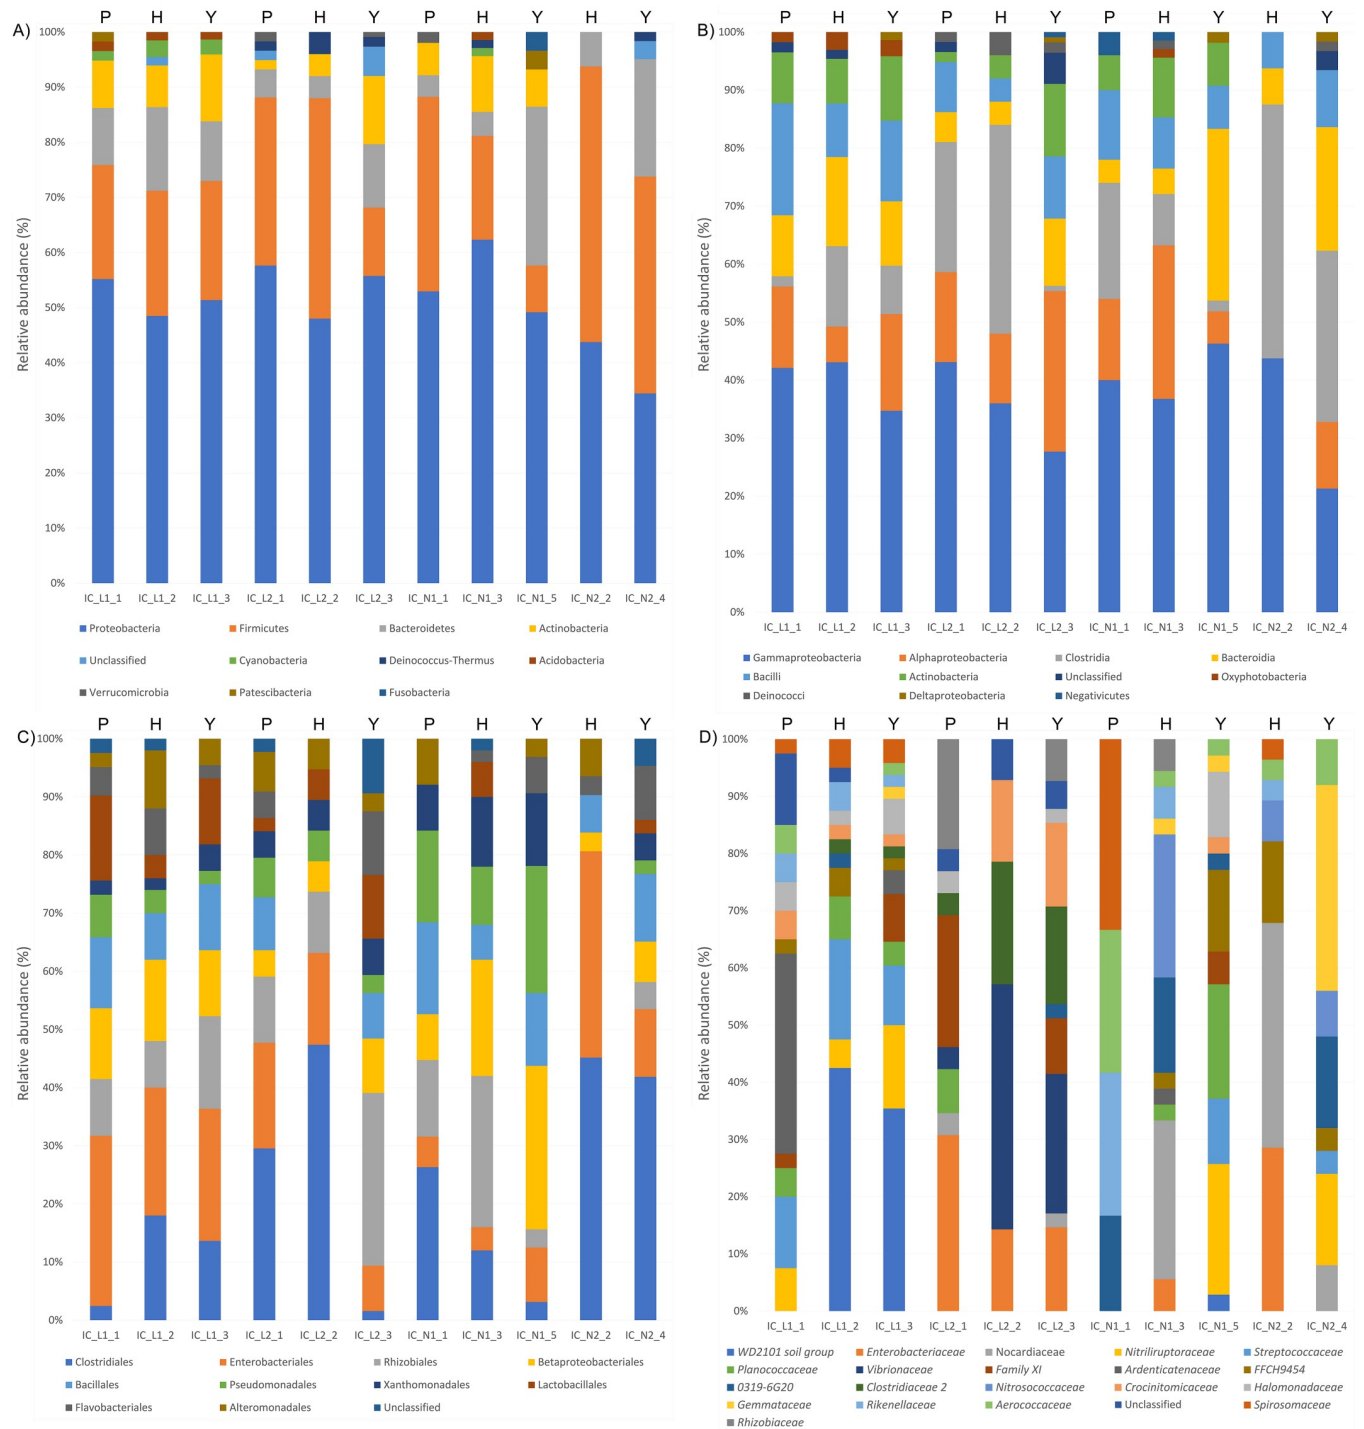 A) P H Y P H Y P H Y H Y
100%
90%
80%
70%
60%
50%
40%
30%
20%
10%
0%
Relative abundance (%)
IC_L1_1 IC_L1_2 IC_L1_3 IC_L2_1 IC_L2_2 IC_L2_3 IC_N1_1 IC_N1_3 IC_N1_5 IC_N2_2 IC_N2_4
Proteobacteria Firmicutes Bacteroidetes Actinobacteria
Unclassified Cyanobacteria Deinococcus-Thermus Acidobacteria
Verrucomicrobia Patescibacteria Fusobacteria
B) P H Y P H Y P H Y H Y
100%
90%
80%
70%
60%
50%
40%
30%
20%
10%
0%
Relative abundance (%)
IC_L1_1 IC_L1_2 IC_L1_3 IC_L2_1 IC_L2_2 IC_L2_3 IC_N1_1 IC_N1_3 IC_N1_5 IC_N2_2 IC_N2_4
Gammaproteobacteria Alphaproteobacteria Clostridia Bacteroidia
Bacilli Actinobacteria Unclassified Oxyphotobacteria
Deinococci Deltaproteobacteria Negativicutes
C) P H Y P H Y P H Y H Y
100%
90%
80%
70%
60%
50%
40%
30%
20%
10%
0%
Relative abundance (%)
IC_L1_1 IC_L1_2 IC_L1_3 IC_L2_1 IC_L2_2 IC_L2_3 IC_N1_1 IC_N1_3 IC_N1_5 IC_N2_2 IC_N2_4
Clostridiales Enterobacteriales Rhizobiales Betaproteobacteriales
Bacillales Pseudomonadales Xanthomonadales Lactobacillales
Flavobacteriales Alteromonadales Unclassified
D) P H Y P H Y P H Y H Y
100%
90%
80%
70%
60%
50%
40%
30%
20%
10%
0%
Relative abundance (%)
IC_L1_1 IC_L1_2 IC_L1_3 IC_L2_1 IC_L2_2 IC_L2_3 IC_N1_1 IC_N1_3 IC_N1_5 IC_N2_2 IC_N2_4
WD2101 soil group Enterobacteriaceae Nocardiaceae Nitriliruptoraceae Streptococcaceae
Planococcaceae Vibrionaceae Family XI Ardenticatenaceae FFCH9454
0319-6G20 Clostridiaceae 2 Nitrosococcaceae Crocinitomicaceae Halomonadaceae
Gemmataceae Rikenellaceae Aerococcaceae Unclassified Spirosomaceae
Rhizobiaceae